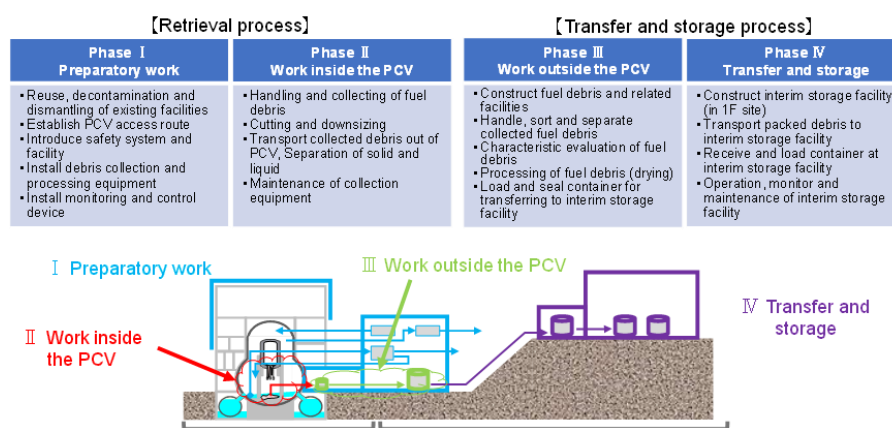 【Retrieval process】
【Transfer and storage process】
Phase Ⅰ
Preparatory work
▪ Reuse, decontamination and
dismantling of existing facilities
▪ Establish PCV access route
▪ Introduce safety system and
facility
▪ Install debris collection and
processing equipment
▪ Install monitoring and control
device
Phase Ⅱ
Work inside the PCV
▪ Handling and collecting of fuel
debris
▪ Cutting and downsizing
▪ Transport collected debris out of
PCV, Separation of solid and
liquid
▪ Maintenance of collection
equipment
Phase Ⅲ
Work outside the PCV
▪ Construct fuel debris and related
facilities
▪ Handle, sort and separate
collected fuel debris
▪ Characteristic evaluation of fuel
debris
▪ Processing of fuel debris (drying)
▪ Load and seal container for
transferring to interim storage
facility
Phase Ⅳ
Transfer and storage
▪ Construct interim storage facility
(in 1F site)
▪ Transport packed debris to
interim storage facility
▪ Receive and load container at
interim storage facility
▪ Operation, monitor and
maintenance of interim storage
facility
Ⅰ Preparatory work
Ⅲ Work outside the PCV
Ⅱ Work inside
the PCV
Ⅳ Transfer and
storage